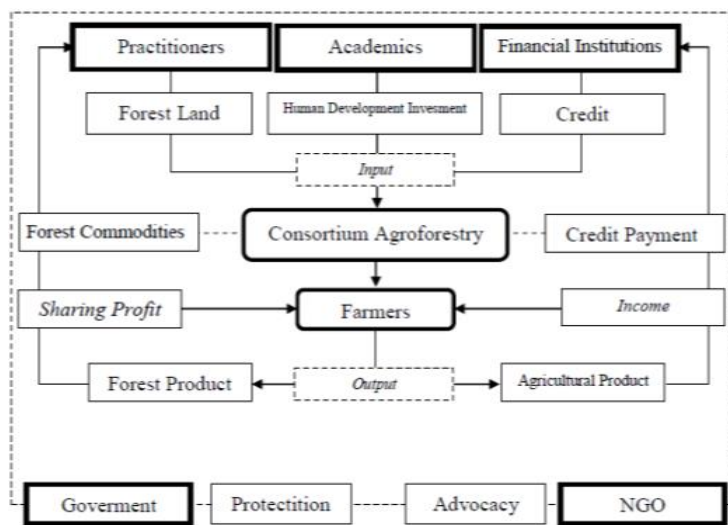 Practitioners
Academics
Financial Institutions
Forest Land
Human Development Invesment
Credit
Input
Forest Commodities
Consortium Agroforestry
Credit Payment
Sharing Profit
Farmers
Income
Forest Product
Output
Agricultural Product
Goverment
Protectition
Advocacy
NGO